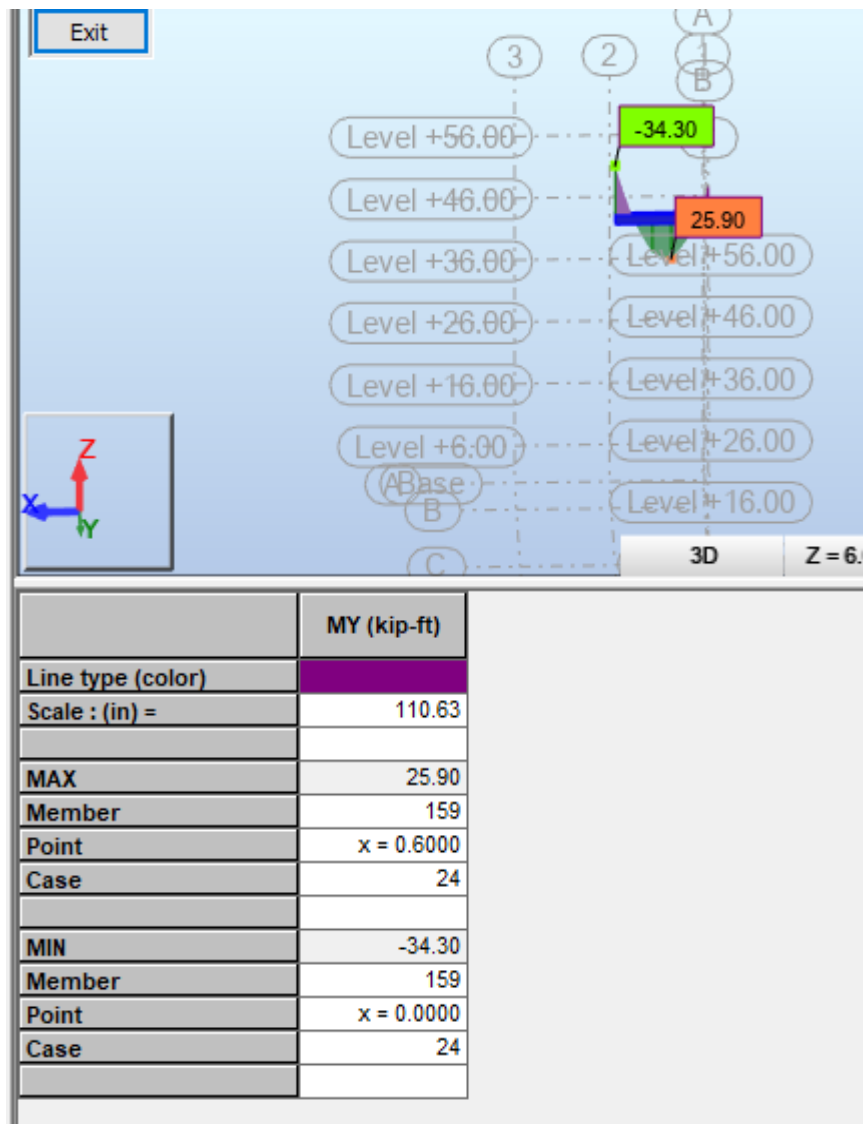 Exit
A
1
B
3
2
Level +56.00
-34.30
Level +46.00
25.90
Level +36.00
Level +56.00
Level +26.00
Level +46.00
Level +16.00
Level +36.00
Level +6.00
Level +26.00
A
Base
B
Level +16.00
C
Z
X
Y
3D
Z = 6.
MY (kip-ft)
Line type (color)
Scale : (in) = 110.63
MAX 25.90
Member 159
Point x = 0.6000
Case 24
MIN -34.30
Member 159
Point x = 0.0000
Case 24